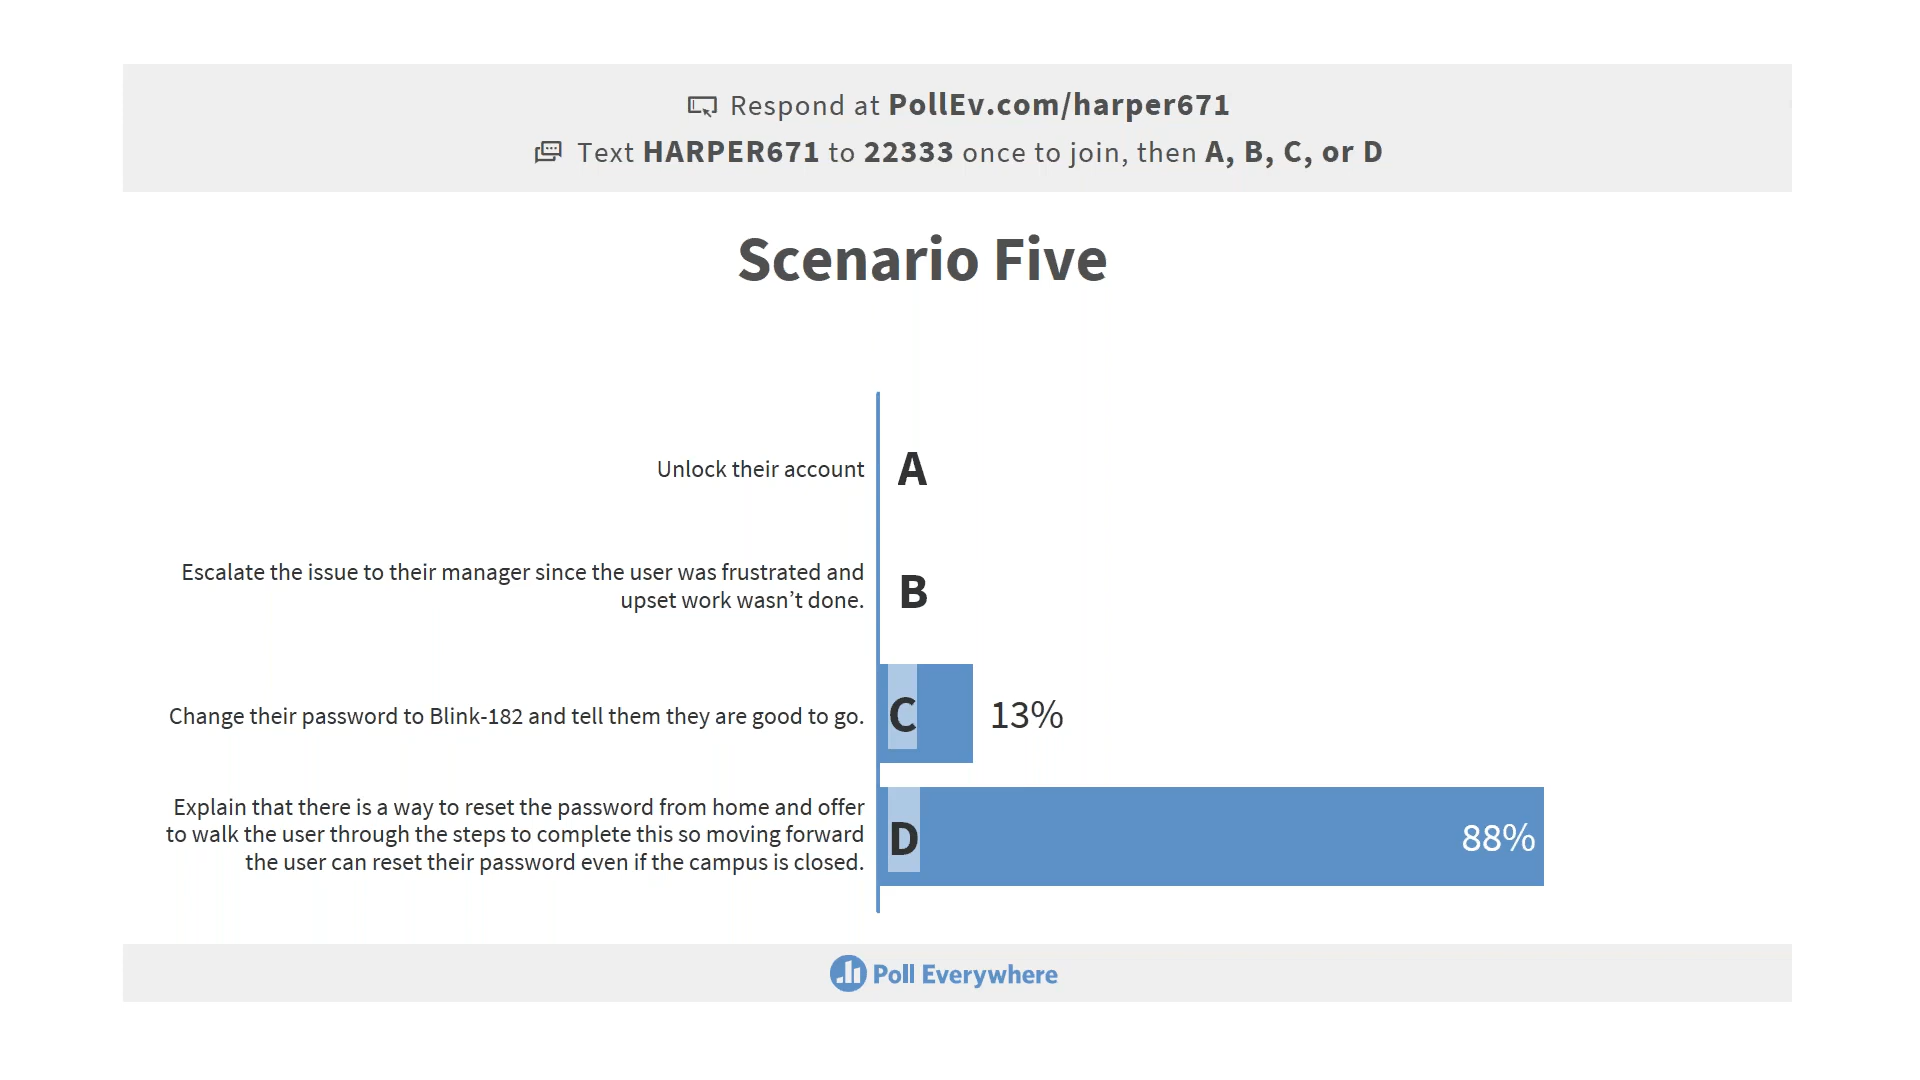 Respond at PollEv.com/harper671
Text HARPER671 to 22333 once to join, then A, B, C, or D
Scenario Five
Unlock their account A
Escalate the issue to their manager since the user was frustrated and
upset work wasn’t done.
B
Change their password to Blink-182 and tell them they are good to go. C 13%
Explain that there is a way to reset the password from home and offer
to walk the user through the steps to complete this so moving forward
the user can reset their password even if the campus is closed.
D 88%
Poll Everywhere